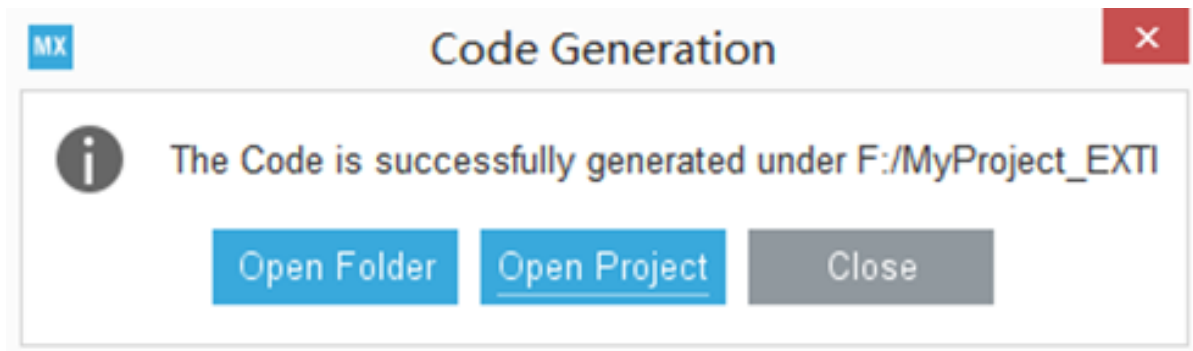 MX
Code Generation
The Code is successfully generated under F:/MyProject_EXTI
Open Folder
Open Project
Close